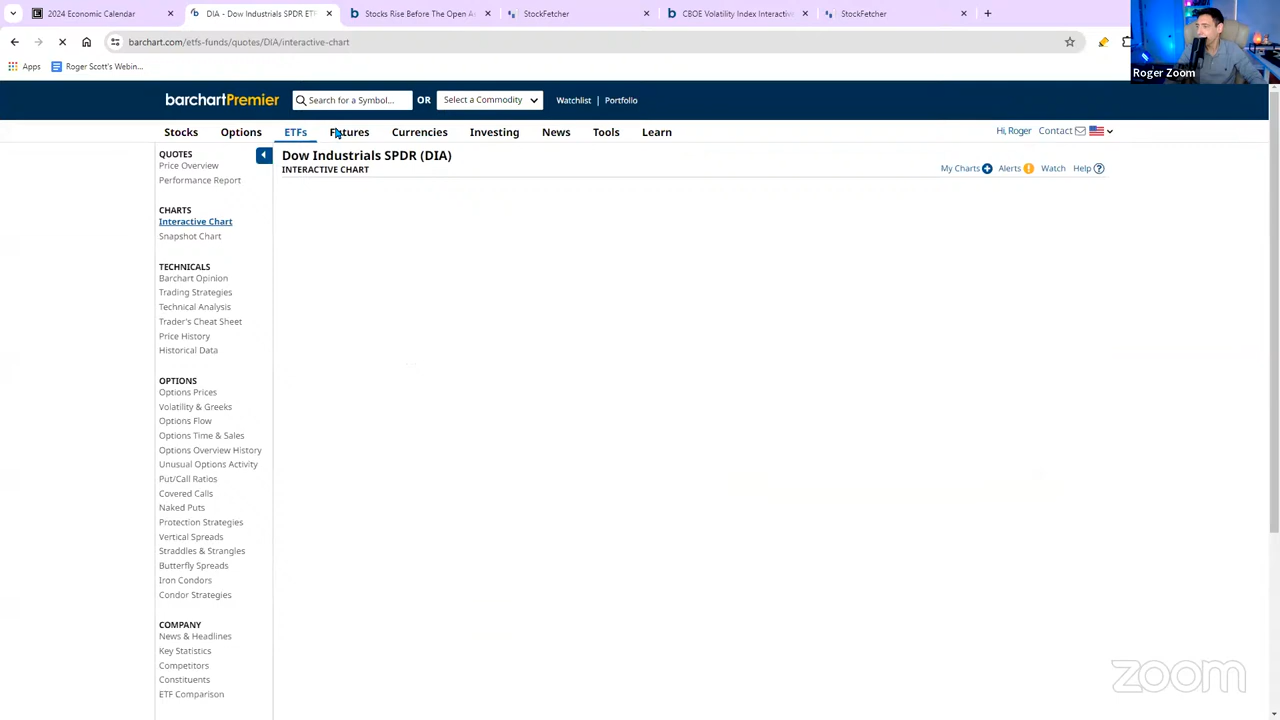 2024 Economic Calendar
DIA - Dow Industrials SPDR ETF
Stocks Rise Before The Open As
StockFetcher
CBOE Volatility Index Interactive
StockFetcher
barchart.com/etfs-funds/quotes/DIA/interactive-chart
Apps
Roger Scott's Webin...
Roger Zoom
barchartPremier
Search for a Symbol...
OR
Select a Commodity
Watchlist | Portfolio
Stocks
Options
ETFs
Futures
Currencies
Investing
News
Tools
Learn
Hi, Roger
Contact
QUOTES
Price Overview
Performance Report
CHARTS
Interactive Chart
Snapshot Chart
TECHNICALS
Barchart Opinion
Trading Strategies
Technical Analysis
Trader's Cheat Sheet
Price History
Historical Data
OPTIONS
Options Prices
Volatility & Greeks
Options Flow
Options Time & Sales
Options Overview History
Unusual Options Activity
Put/Call Ratios
Covered Calls
Naked Puts
Protection Strategies
Vertical Spreads
Straddles & Strangles
Butterfly Spreads
Iron Condors
Condor Strategies
COMPANY
News & Headlines
Key Statistics
Competitors
Constituents
ETF Comparison
Dow Industrials SPDR (DIA)
INTERACTIVE CHART
My Charts
Alerts
Watch
Help
zoom